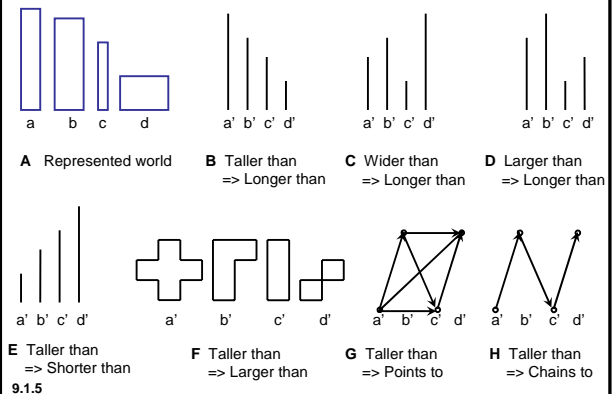 a b c d
a’ b’ c’ d’
a’ b’ c’ d’
a’ b’ c’ d’
A Represented world
B Taller than
=> Longer than
C Wider than
=> Longer than
D Larger than
=> Longer than
a’ b’ c’ d’
a’ b’ c’ d’
a’ b’ c’ d’
a’ b’ c’ d’
E Taller than
=> Shorter than
F Taller than
=> Larger than
G Taller than
=> Points to
H Taller than
=> Chains to
9.1.5